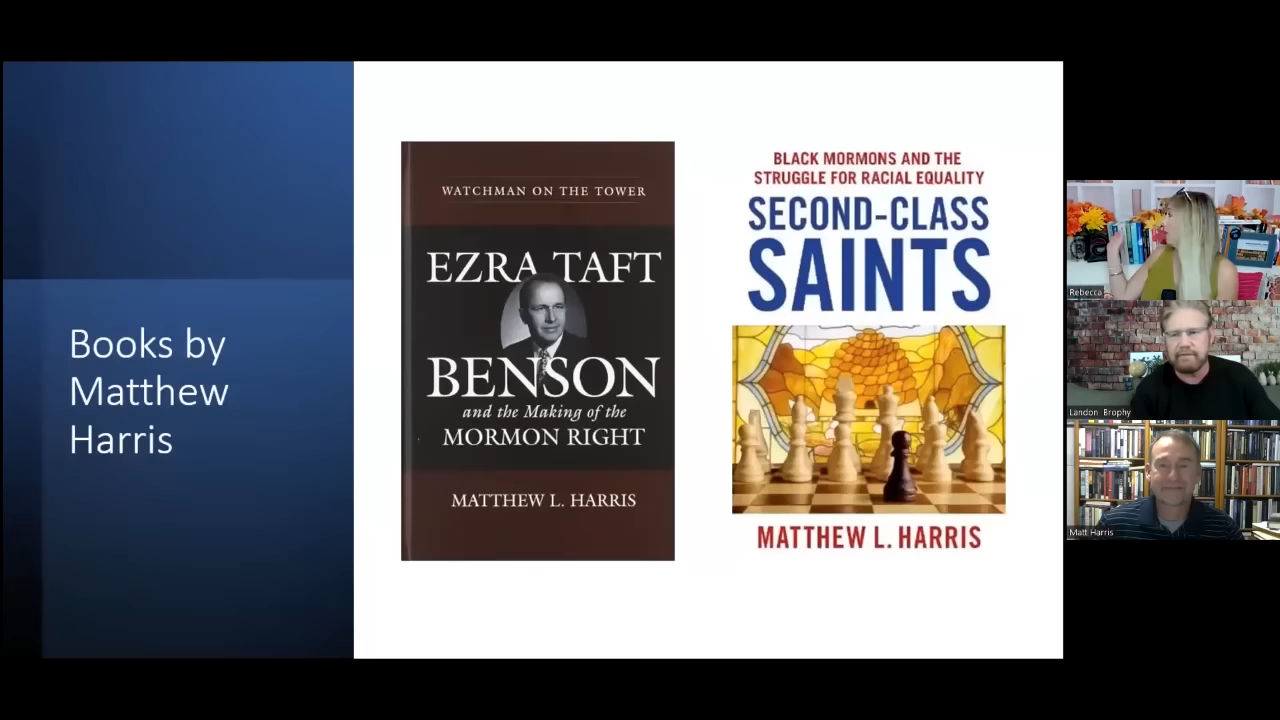 Books by
Matthew
Harris
WATCHMAN ON THE TOWER
EZRA TAFT
BENSON
and the Making of the
MORMON RIGHT
MATTHEW L. HARRIS
BLACK MORMONS AND THE
STRUGGLE FOR RACIAL EQUALITY
SECOND-CLASS
SAINTS
MATTHEW L. HARRIS
Rebecca
Landon Brophy
Matt Harris